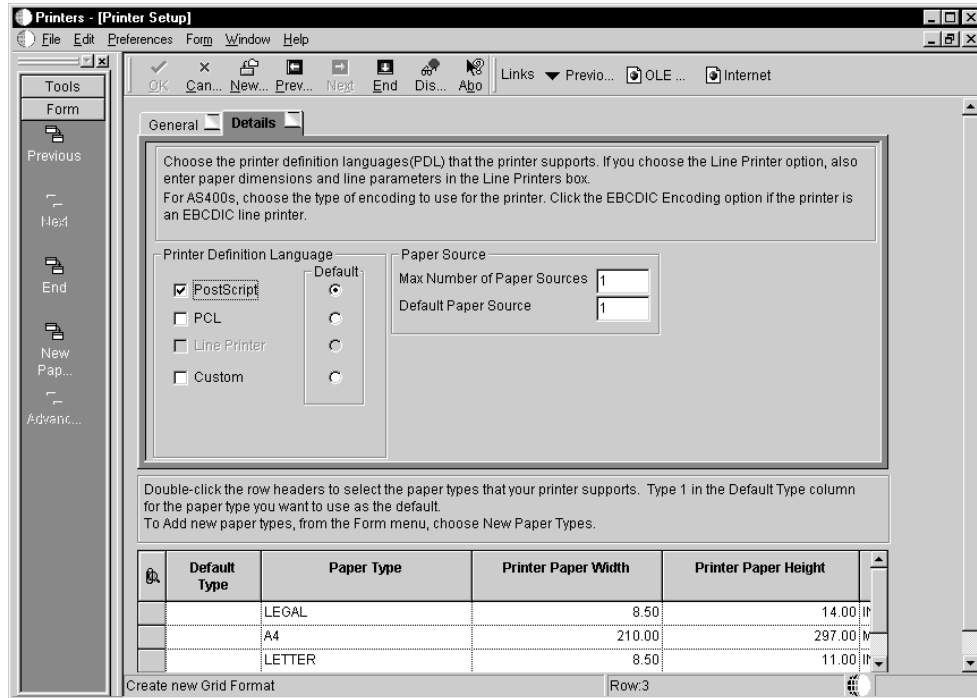 Printers - [Printer Setup]
File Edit Preferences Form Window Help
Tools
Form
Previous
Next
End
New Pap...
Advanc...
OK Can... New... Prev... Next End Dis... Abo Links Previo... OLE ... Internet
General Details
Choose the printer definition languages(PDL) that the printer supports. If you choose the Line Printer option, also
enter paper dimensions and line parameters in the Line Printers box.
For AS400s, choose the type of encoding to use for the printer. Click the EBCDIC Encoding option if the printer is
an EBCDIC line printer.
Printer Definition Language
Default
PostScript
PCL
Line Printer
Custom
Paper Source
Max Number of Paper Sources 1
Default Paper Source 1
Double-click the row headers to select the paper types that your printer supports. Type 1 in the Default Type column
for the paper type you want to use as the default.
To Add new paper types, from the Form menu, choose New Paper Types.
Default Type Paper Type Printer Paper Width Printer Paper Height
LEGAL 8.50 14.00 IN
A4 210.00 297.00 M
LETTER 8.50 11.00 IN
Create new Grid Format Row:3